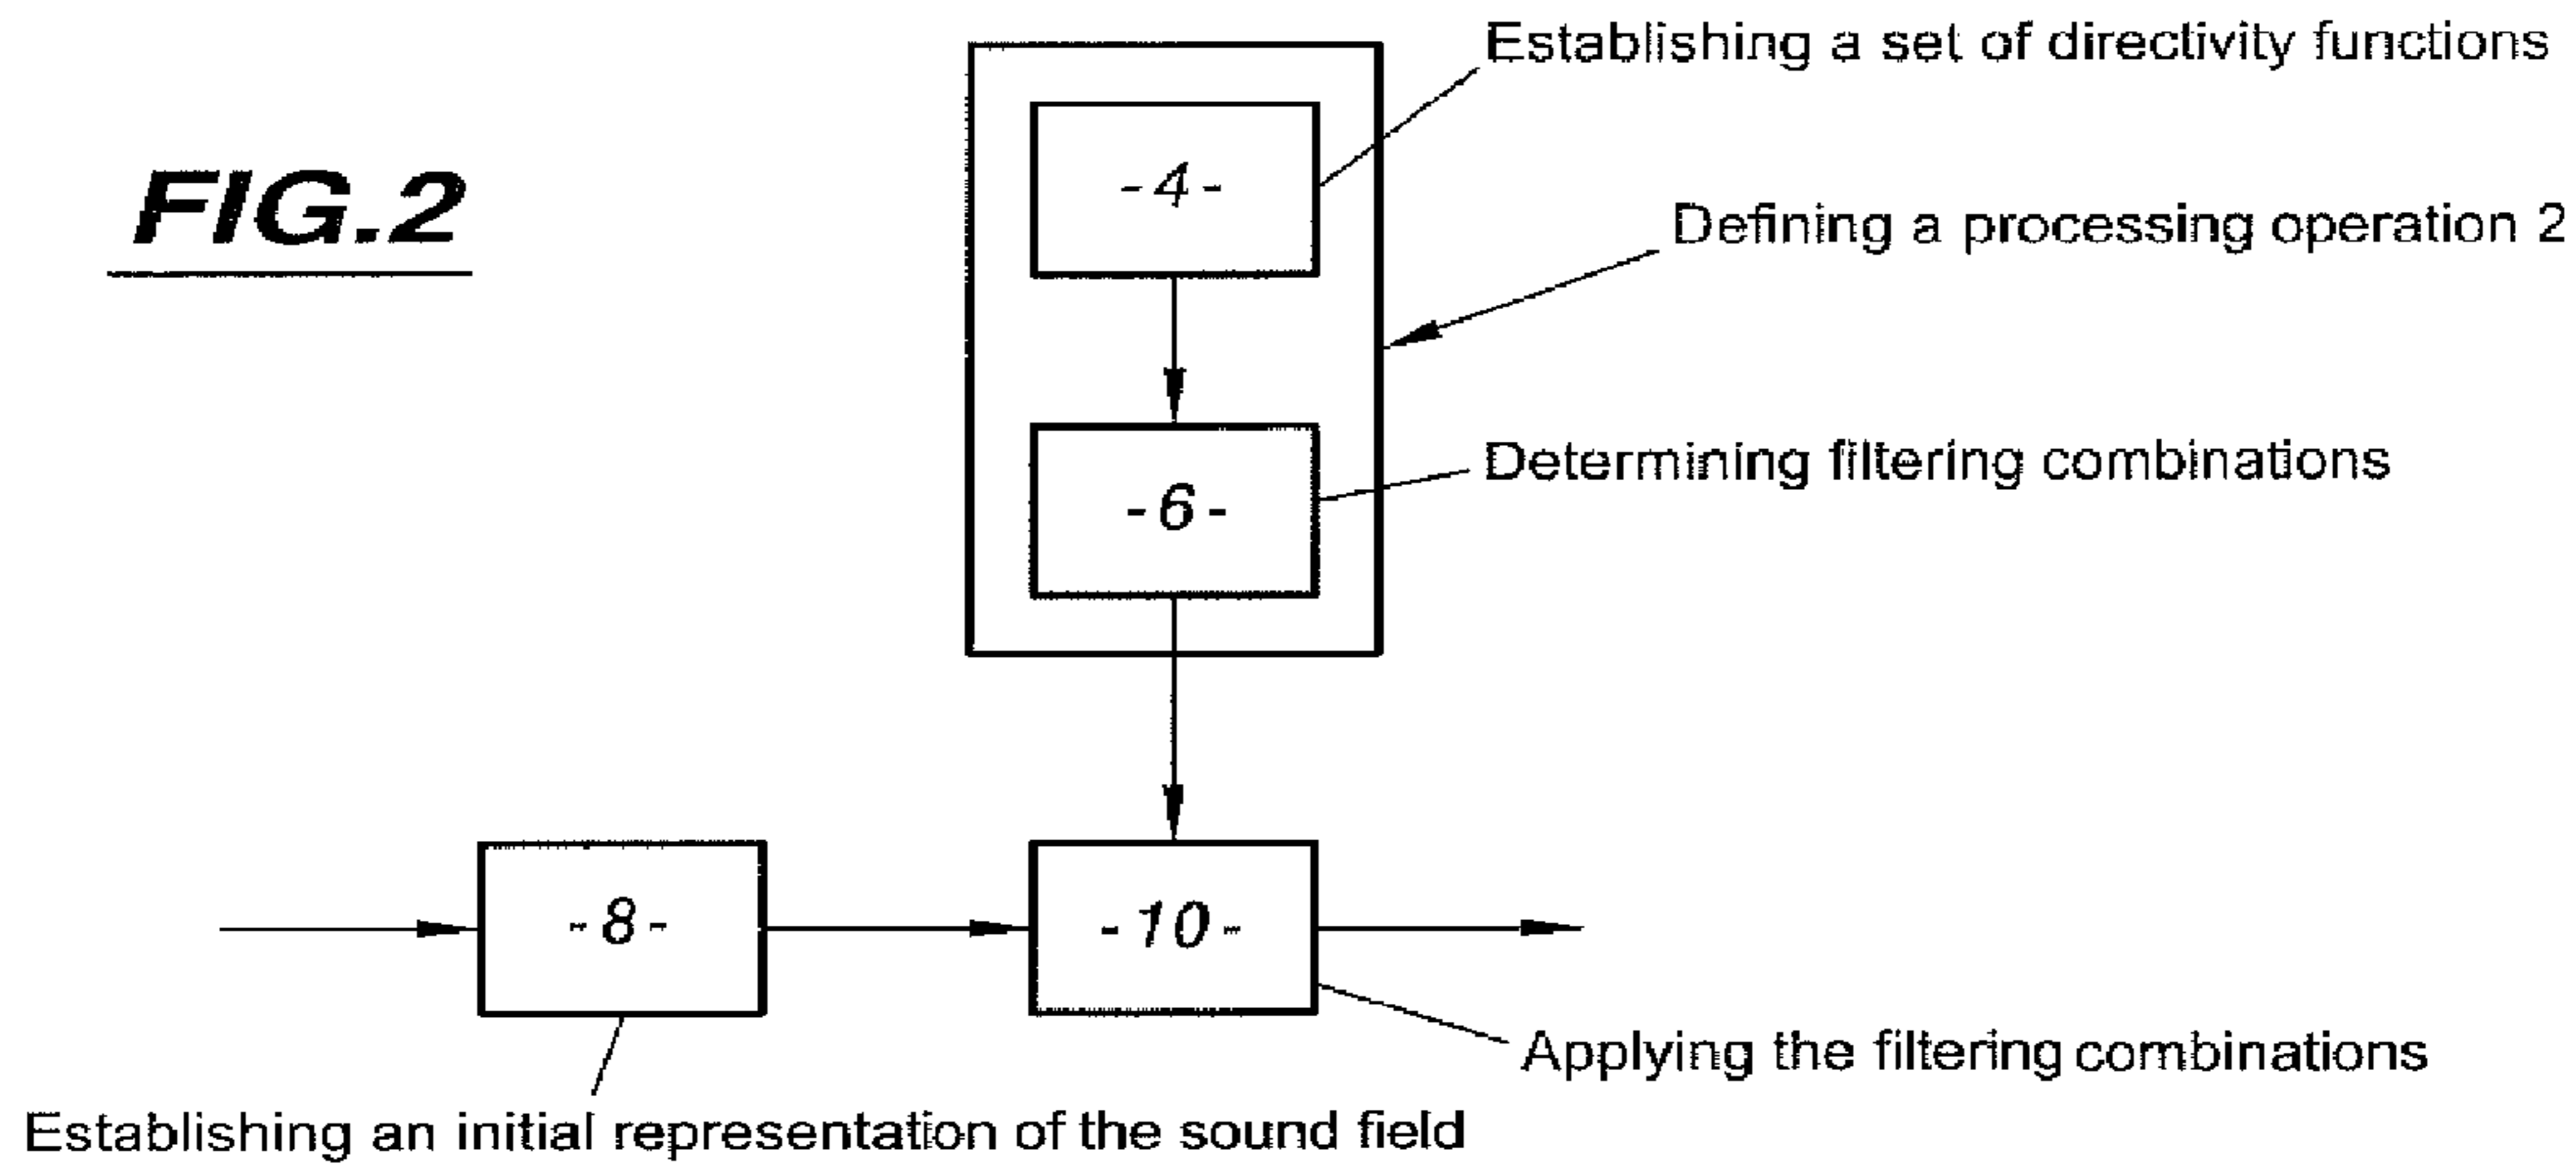 Establishing a set of directivity functions
-4-
FIG.2
Defining a processing operation 2
Determining filtering combinations
-6-
-8-
-10-
Applying the filtering combinations
Establishing an initial representation of the sound field